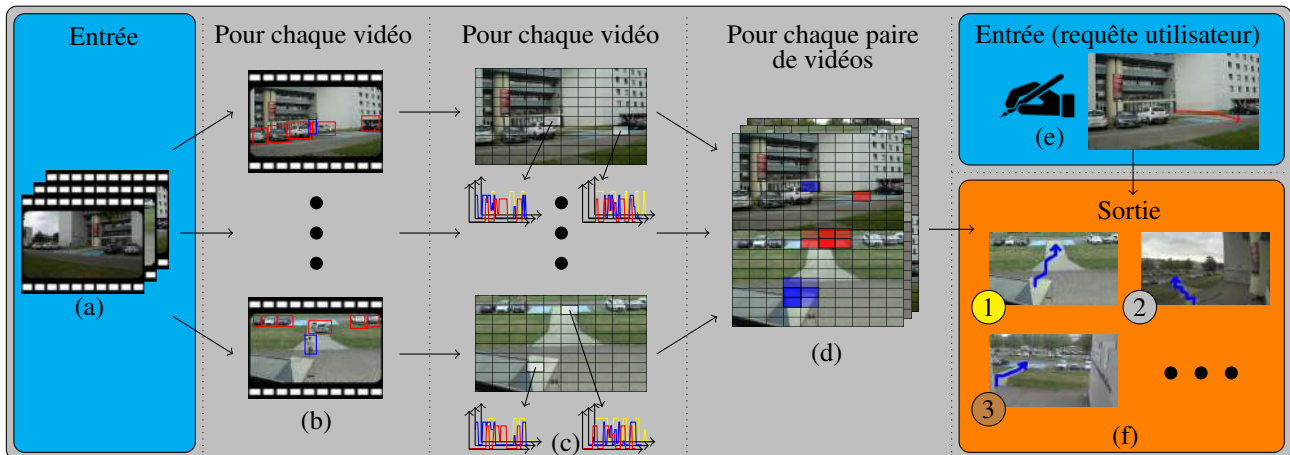 Entrée
(a)
Pour chaque vidéo
(b)
Pour chaque vidéo
(c)
Pour chaque paire
de vidéos
(d)
Entrée (requête utilisateur)
(e)
Sortie
1
2
3
(f)